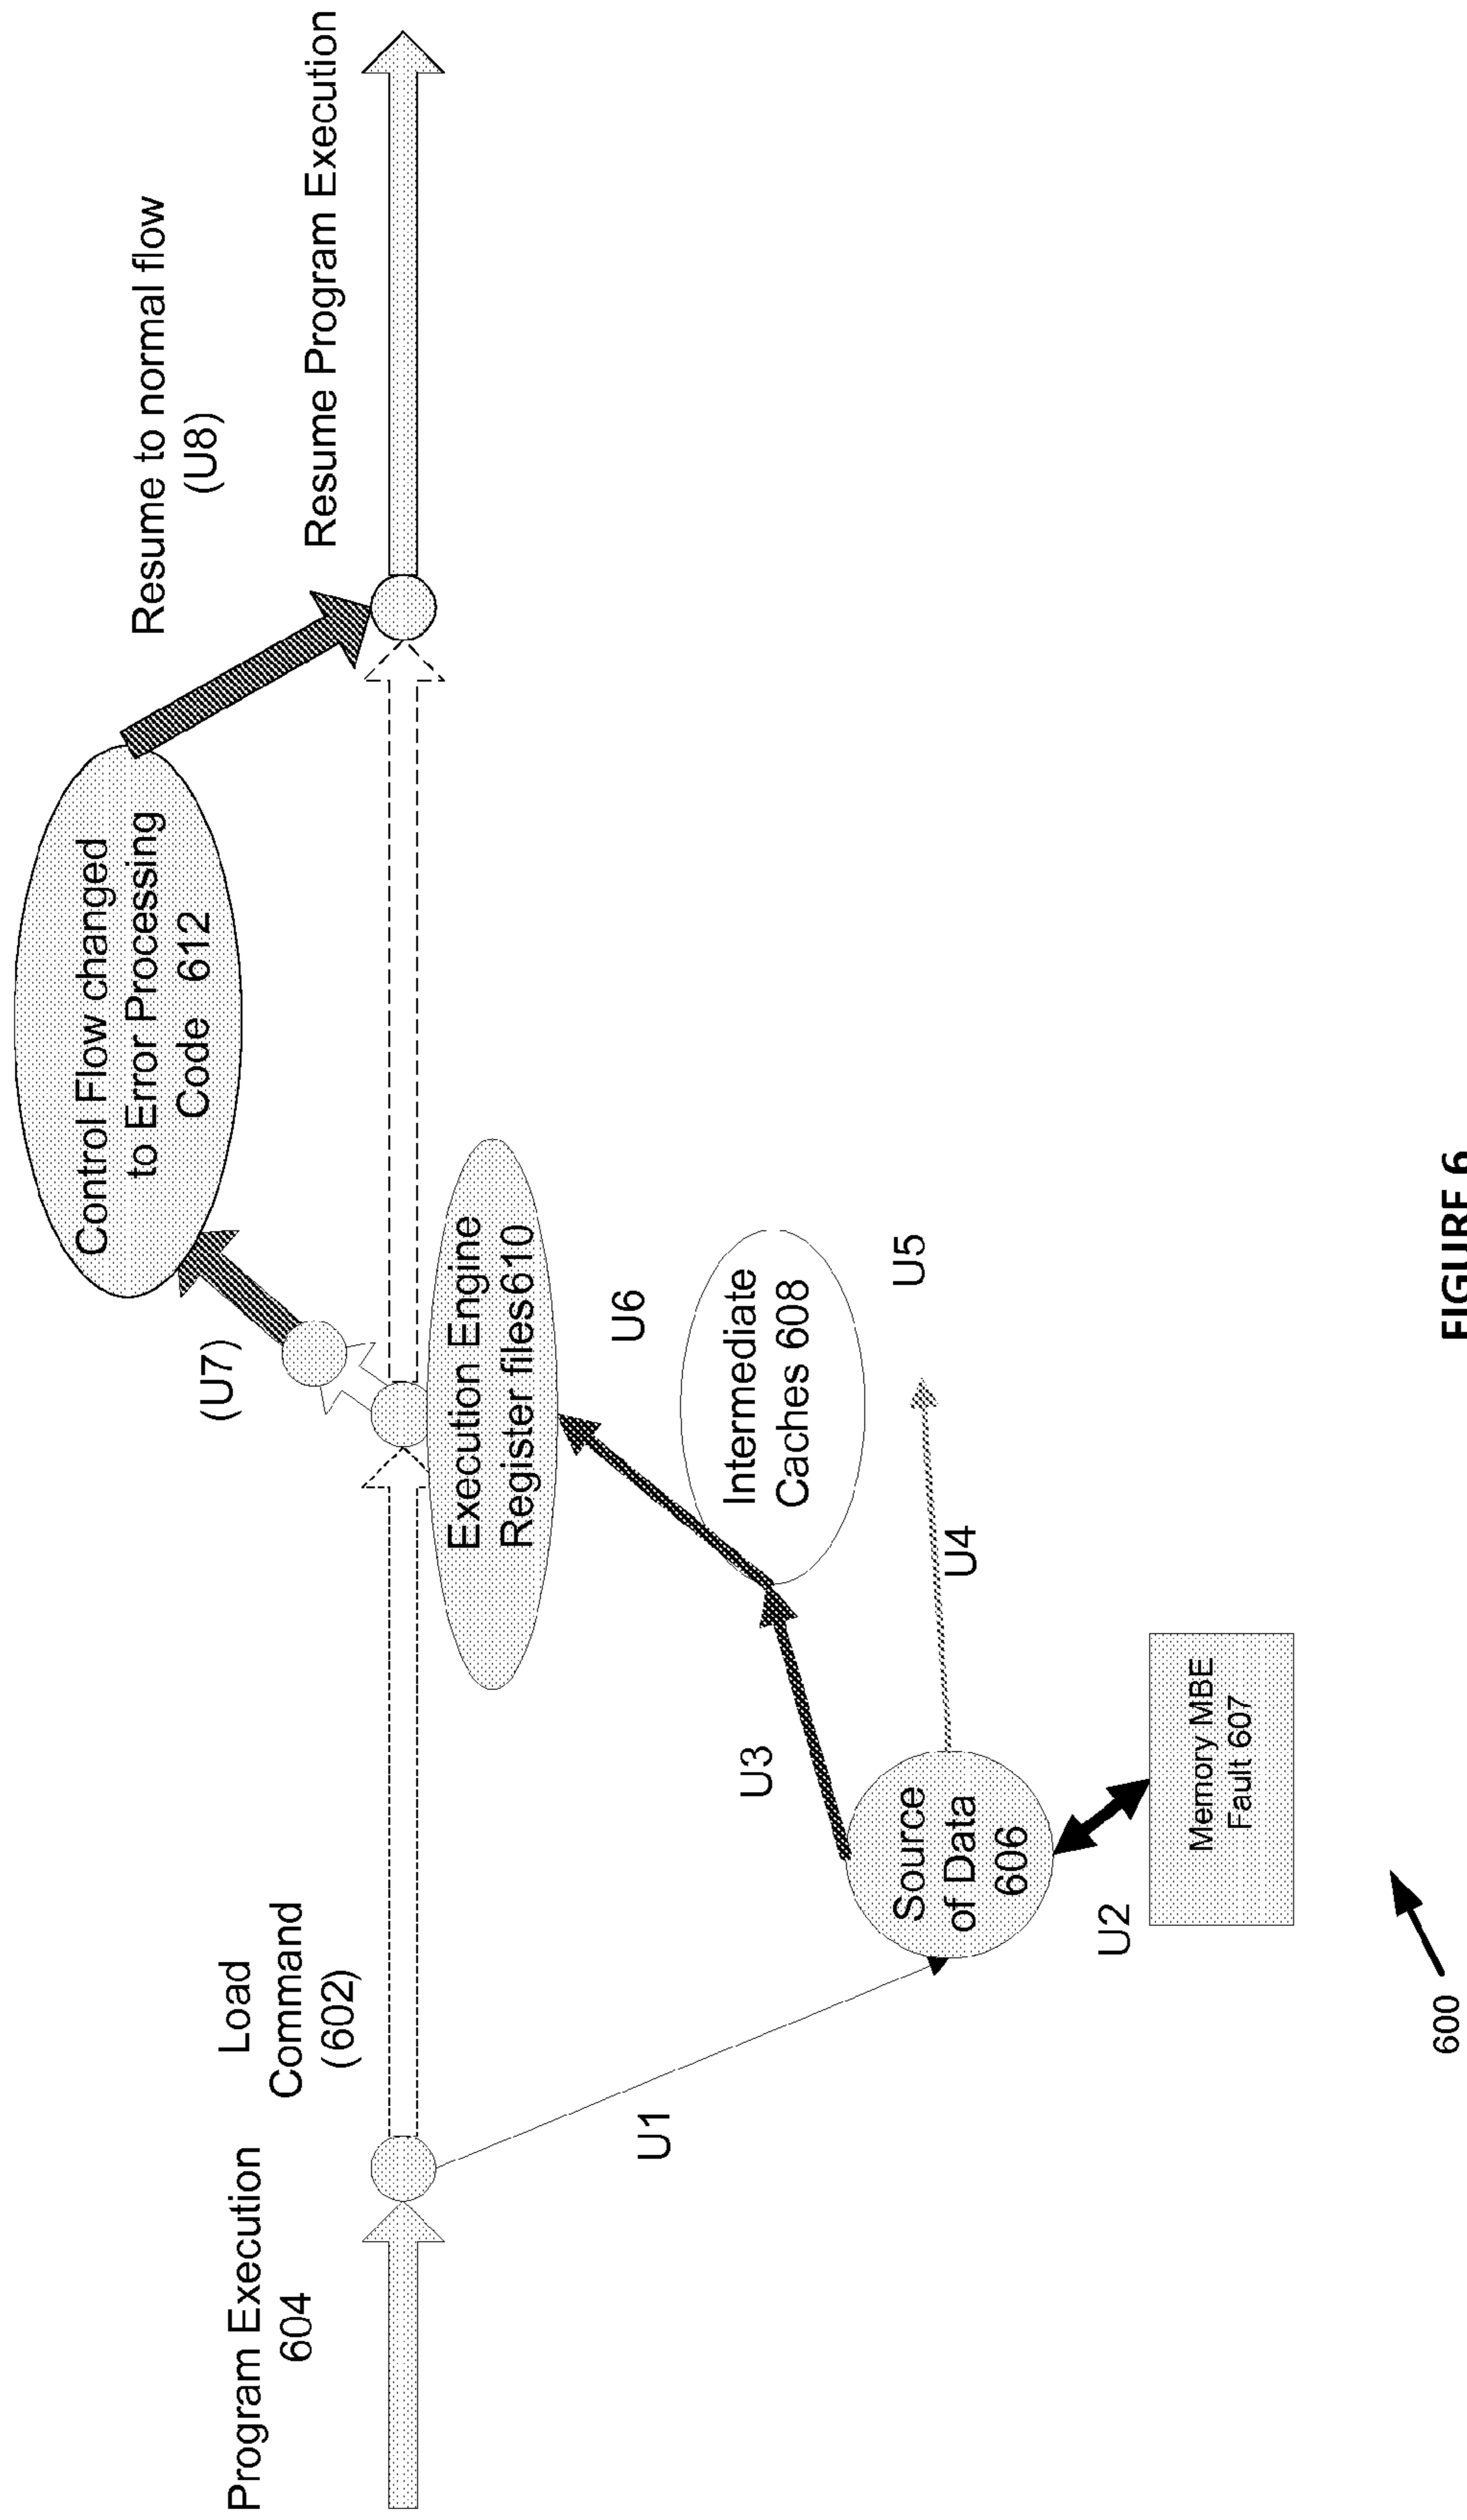 Program Execution
604
Load
Command
(602)
U1
Source
of Data
606
U2
Memory MBE
Fault 607
U3
U4
U5
Intermediate
Caches 608
U6
Execution Engine
Register files610
(U7)
Control Flow changed
to Error Processing
Code 612
Resume to normal flow
(U8)
Resume Program Execution
600
FIGURE 6